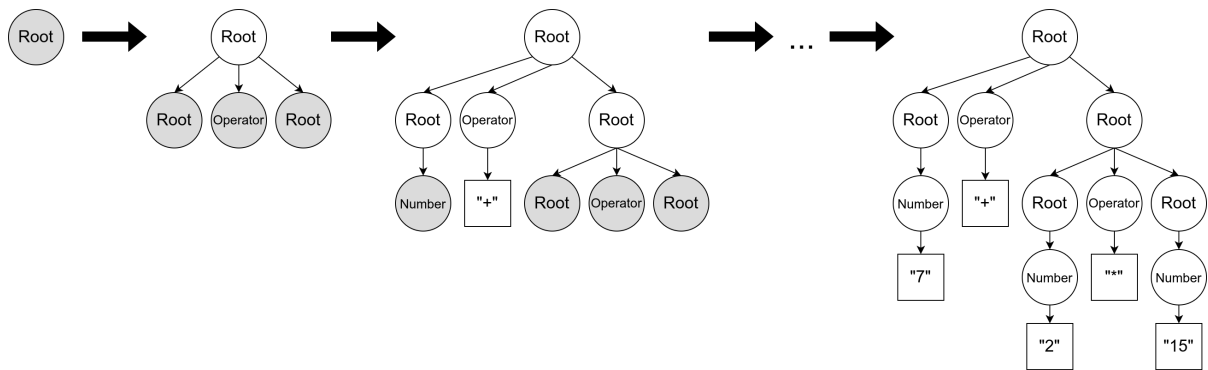 Root Root Root ... Root
Root Operator Root Root Operator Root Root Operator Root
Number "+" Root Operator Root Number "+" Root Operator Root
"7" Number "*" Number
"2" "15"